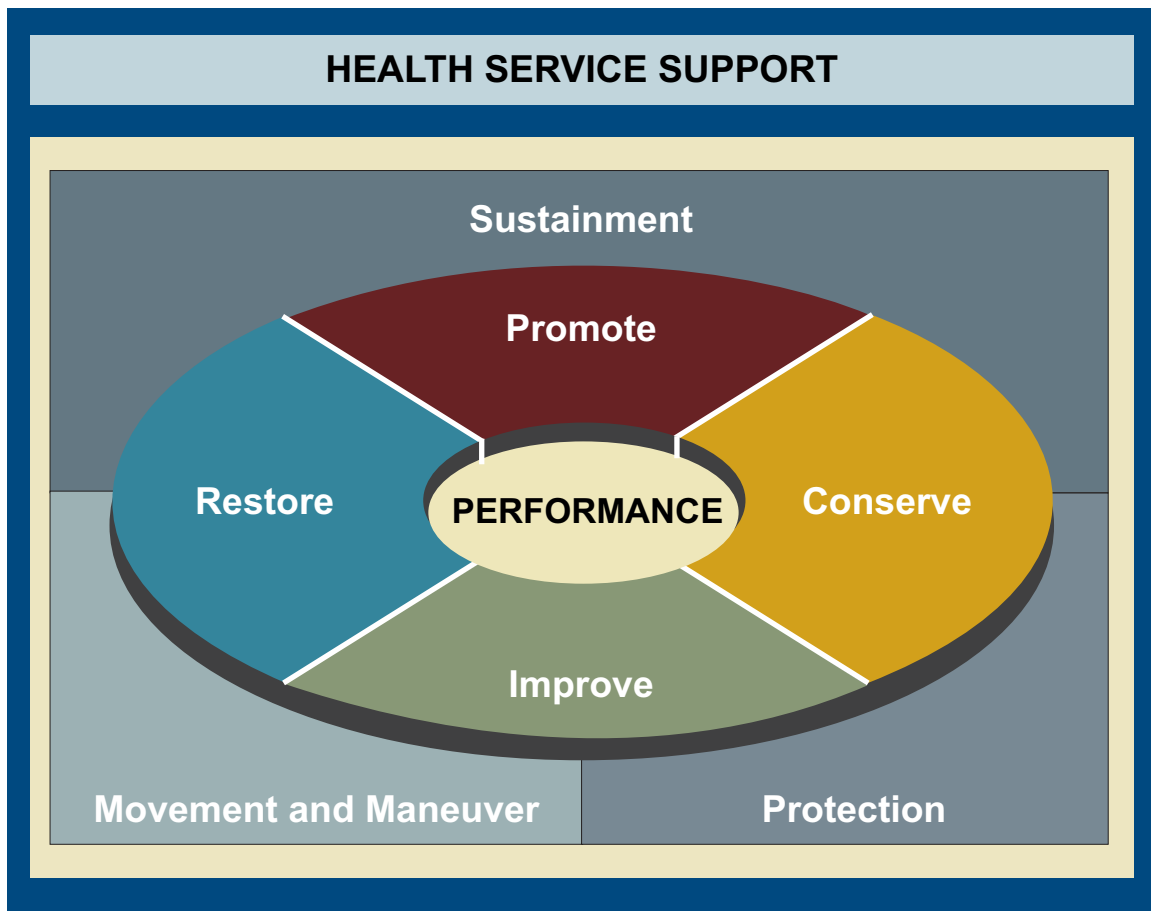 HEALTH SERVICE SUPPORT
Sustainment
Promote
Restore
PERFORMANCE
Conserve
Improve
Movement and Maneuver
Protection